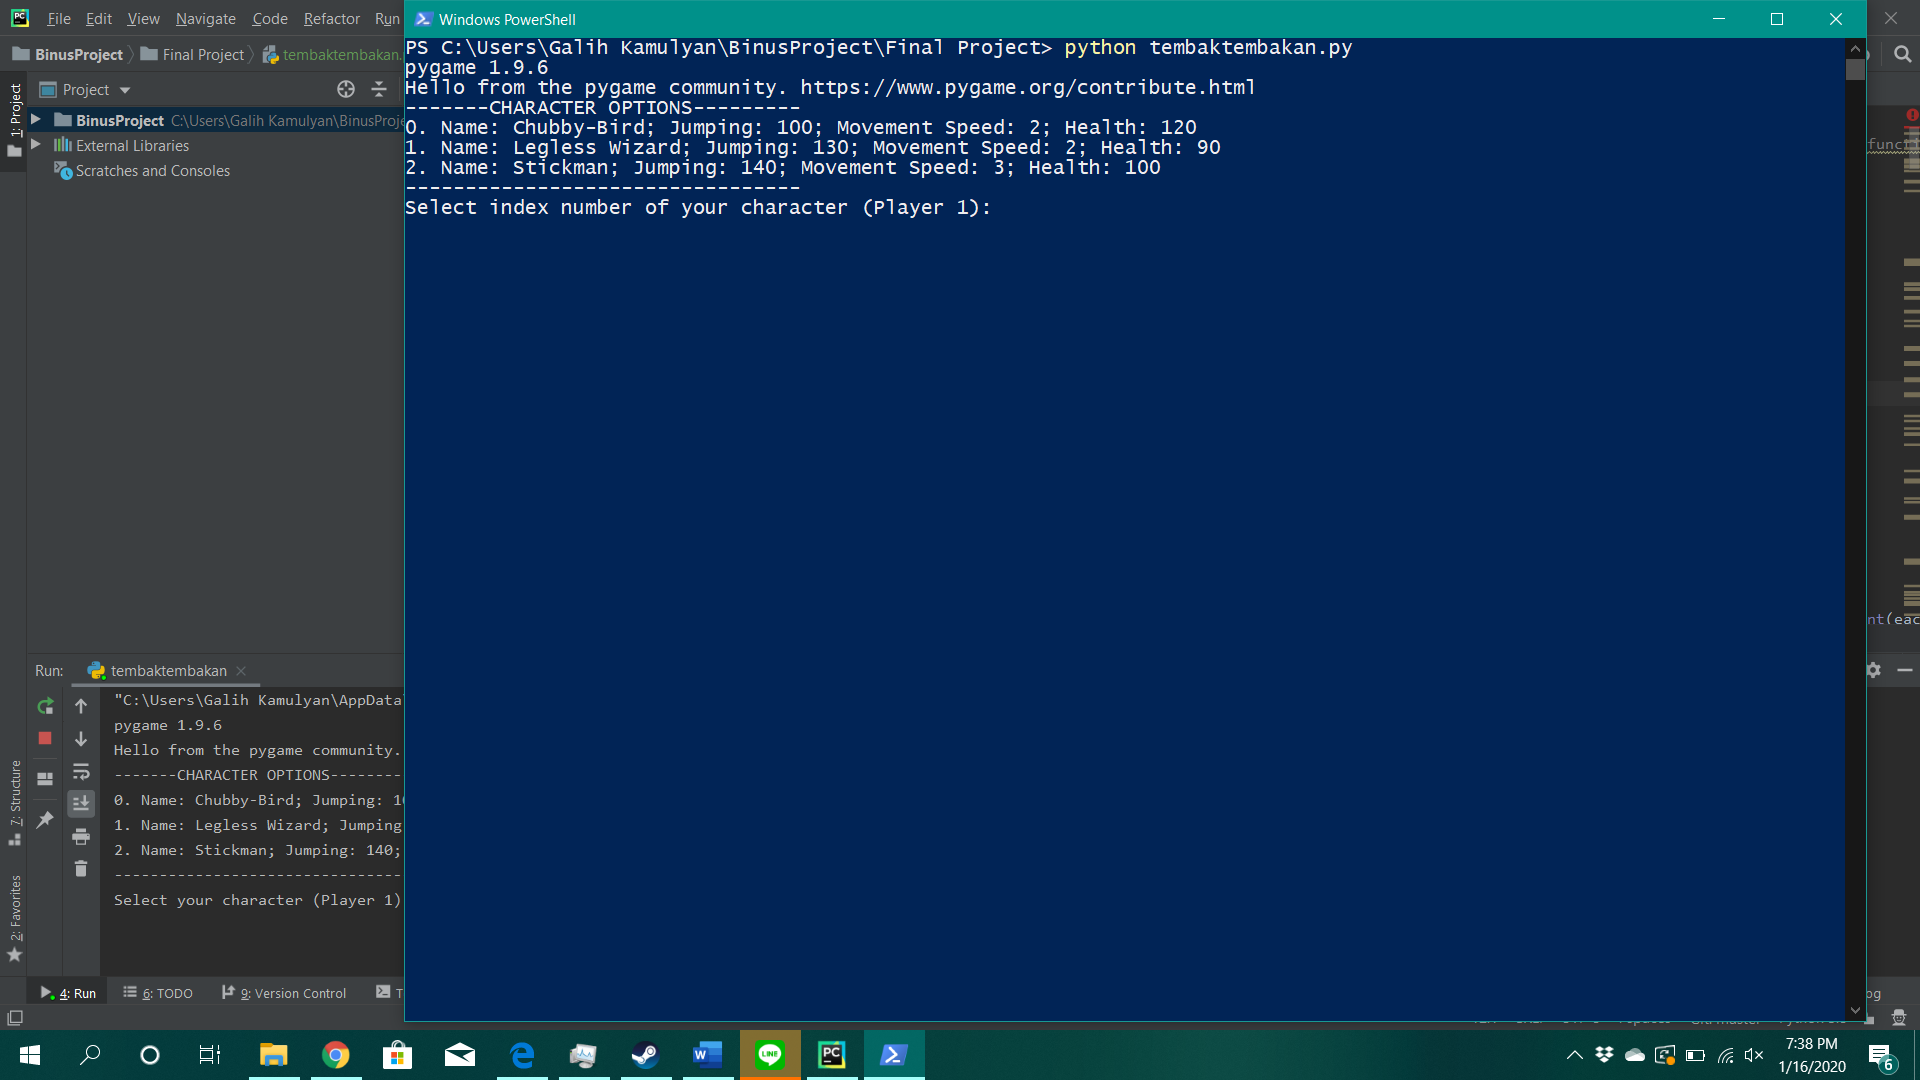 File Edit View Navigate Code Refactor Run
Windows PowerShell
BinusProject Final Project tembaktembakan.
Project
BinusProject C:\Users\Galih Kamulyan\BinusProje
External Libraries
Scratches and Consoles
1: Project
7: Structure
2: Favorites
PS C:\Users\Galih Kamulyan\BinusProject\Final Project> python tembaktembakan.py
pygame 1.9.6
Hello from the pygame community. https://www.pygame.org/contribute.html
-------CHARACTER OPTIONS---------
0. Name: Chubby-Bird; Jumping: 100; Movement Speed: 2; Health: 120
1. Name: Legless Wizard; Jumping: 130; Movement Speed: 2; Health: 90
2. Name: Stickman; Jumping: 140; Movement Speed: 3; Health: 100
---------------------------------
Select index number of your character (Player 1):
Run: tembaktembakan
"C:\Users\Galih Kamulyan\AppData
pygame 1.9.6
Hello from the pygame community.
-------CHARACTER OPTIONS--------
0. Name: Chubby-Bird; Jumping: 10
1. Name: Legless Wizard; Jumping
2. Name: Stickman; Jumping: 140;
--------------------------------
Select your character (Player 1)
functi
nt(eac
4: Run 6: TODO 9: Version Control T
og
LINE
7:38 PM
1/16/2020
6